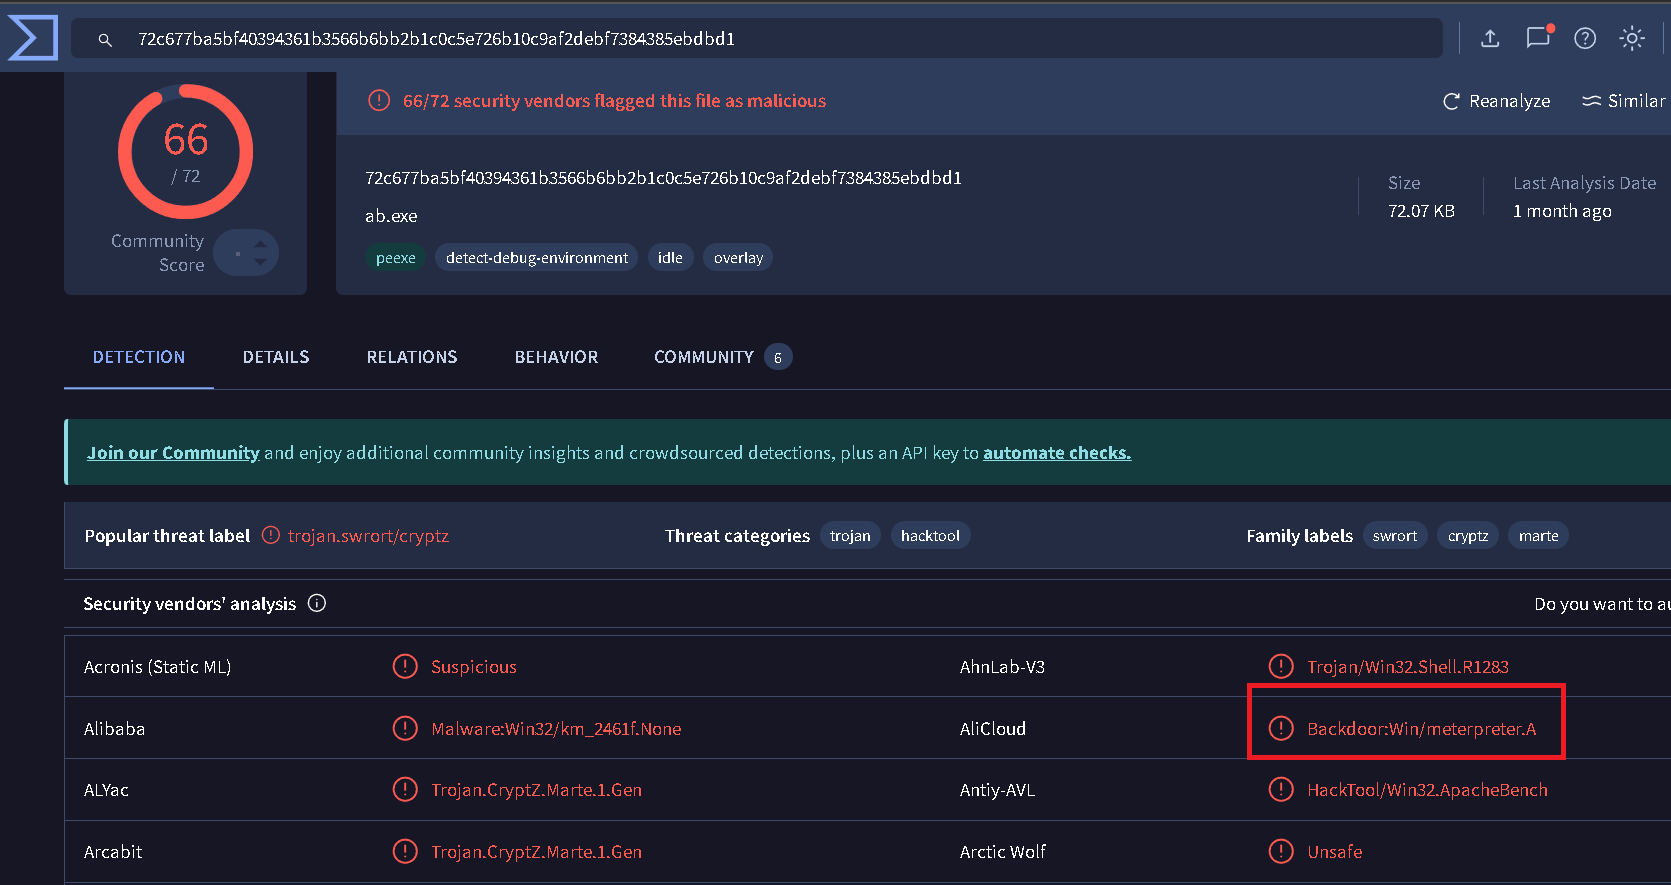 72c677ba5bf40394361b3566b6bb2b1c0c5e726b10c9af2debf7384385ebdbd1
66/72 security vendors flagged this file as malicious
Reanalyze
Similar
66
/ 72
Community
Score
72c677ba5bf40394361b3566b6bb2b1c0c5e726b10c9af2debf7384385ebdbd1
ab.exe
peexe
detect-debug-environment
idle
overlay
Size
72.07 KB
Last Analysis Date
1 month ago
DETECTION
DETAILS
RELATIONS
BEHAVIOR
COMMUNITY 6
Join our Community and enjoy additional community insights and crowdsourced detections, plus an API key to automate checks.
Popular threat label trojan.swrort/cryptz
Threat categories trojan hacktool
Family labels swrort cryptz marte
Security vendors' analysis
Do you want to au
Acronis (Static ML) Suspicious
AhnLab-V3 Trojan/Win32.Shell.R1283
Alibaba Malware:Win32/km_2461f.None
AliCloud Backdoor:Win/meterpreter.A
ALYac Trojan.CryptZ.Marte.1.Gen
Antiy-AVL HackTool/Win32.ApacheBench
Arcabit Trojan.CryptZ.Marte.1.Gen
Arctic Wolf Unsafe